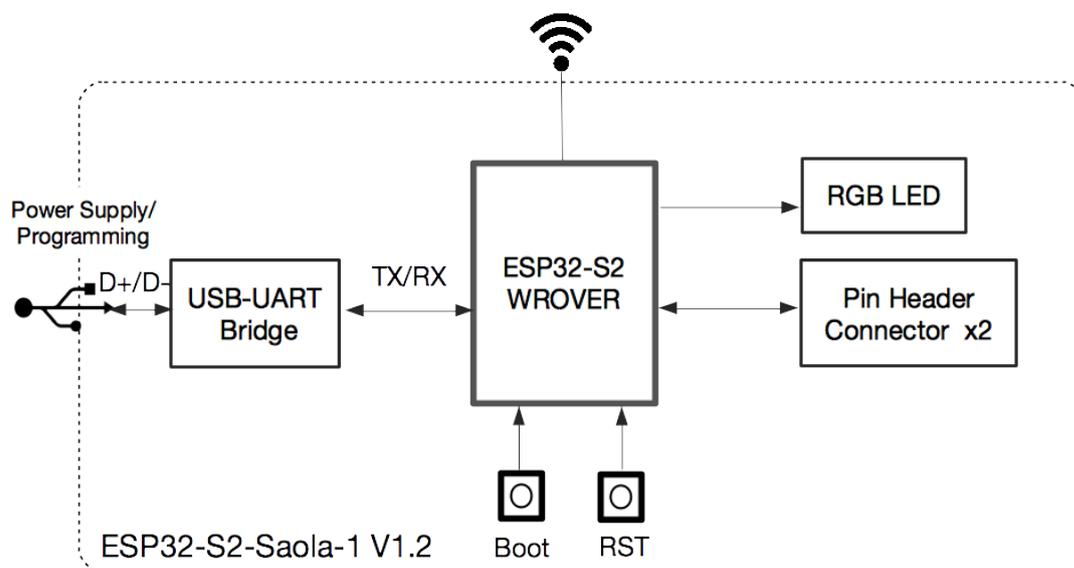 Power Supply/
Programming
D+/D-
USB-UART
Bridge
TX/RX
ESP32-S2
WROVER
RGB LED
Pin Header
Connector x2
Boot
RST
ESP32-S2-Saola-1 V1.2